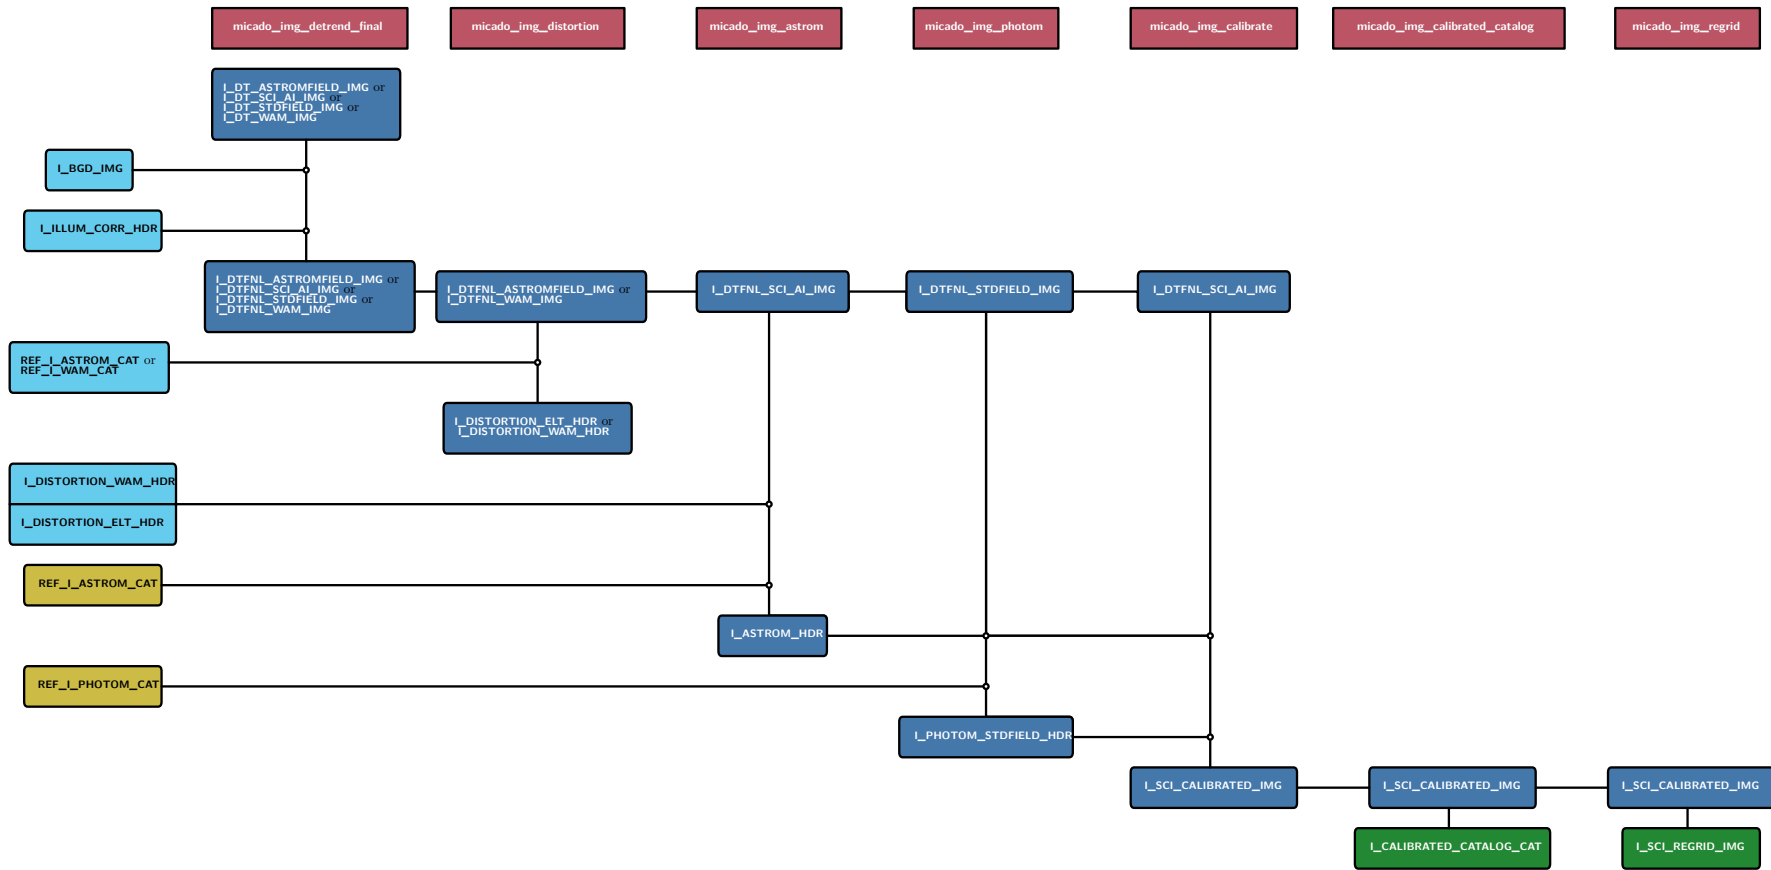 micado_img_detrend_final
micado_img_distortion
micado_img_astrom
micado_img_photom
micado_img_calibrate
micado_img_calibrated_catalog
micado_img_regrid
I_DT_ASTROMFIELD_IMG or
I_DT_SCI_AI_IMG or
I_DT_STDFIELD_IMG or
I_DT_WAM_IMG
I_BGD_IMG
I_ILLUM_CORR_HDR
I_DTFNL_ASTROMFIELD_IMG or
I_DTFNL_SCI_AI_IMG or
I_DTFNL_STDFIELD_IMG or
I_DTFNL_WAM_IMG
I_DTFNL_ASTROMFIELD_IMG or
I_DTFNL_WAM_IMG
I_DTFNL_SCI_AI_IMG
I_DTFNL_STDFIELD_IMG
I_DTFNL_SCI_AI_IMG
REF_I_ASTROM_CAT or
REF_I_WAM_CAT
I_DISTORTION_ELT_HDR or
I_DISTORTION_WAM_HDR
I_DISTORTION_WAM_HDR
I_DISTORTION_ELT_HDR
REF_I_ASTROM_CAT
I_ASTROM_HDR
REF_I_PHOTOM_CAT
I_PHOTOM_STDFIELD_HDR
I_SCI_CALIBRATED_IMG
I_SCI_CALIBRATED_IMG
I_SCI_CALIBRATED_IMG
I_CALIBRATED_CATALOG_CAT
I_SCI_REGRID_IMG